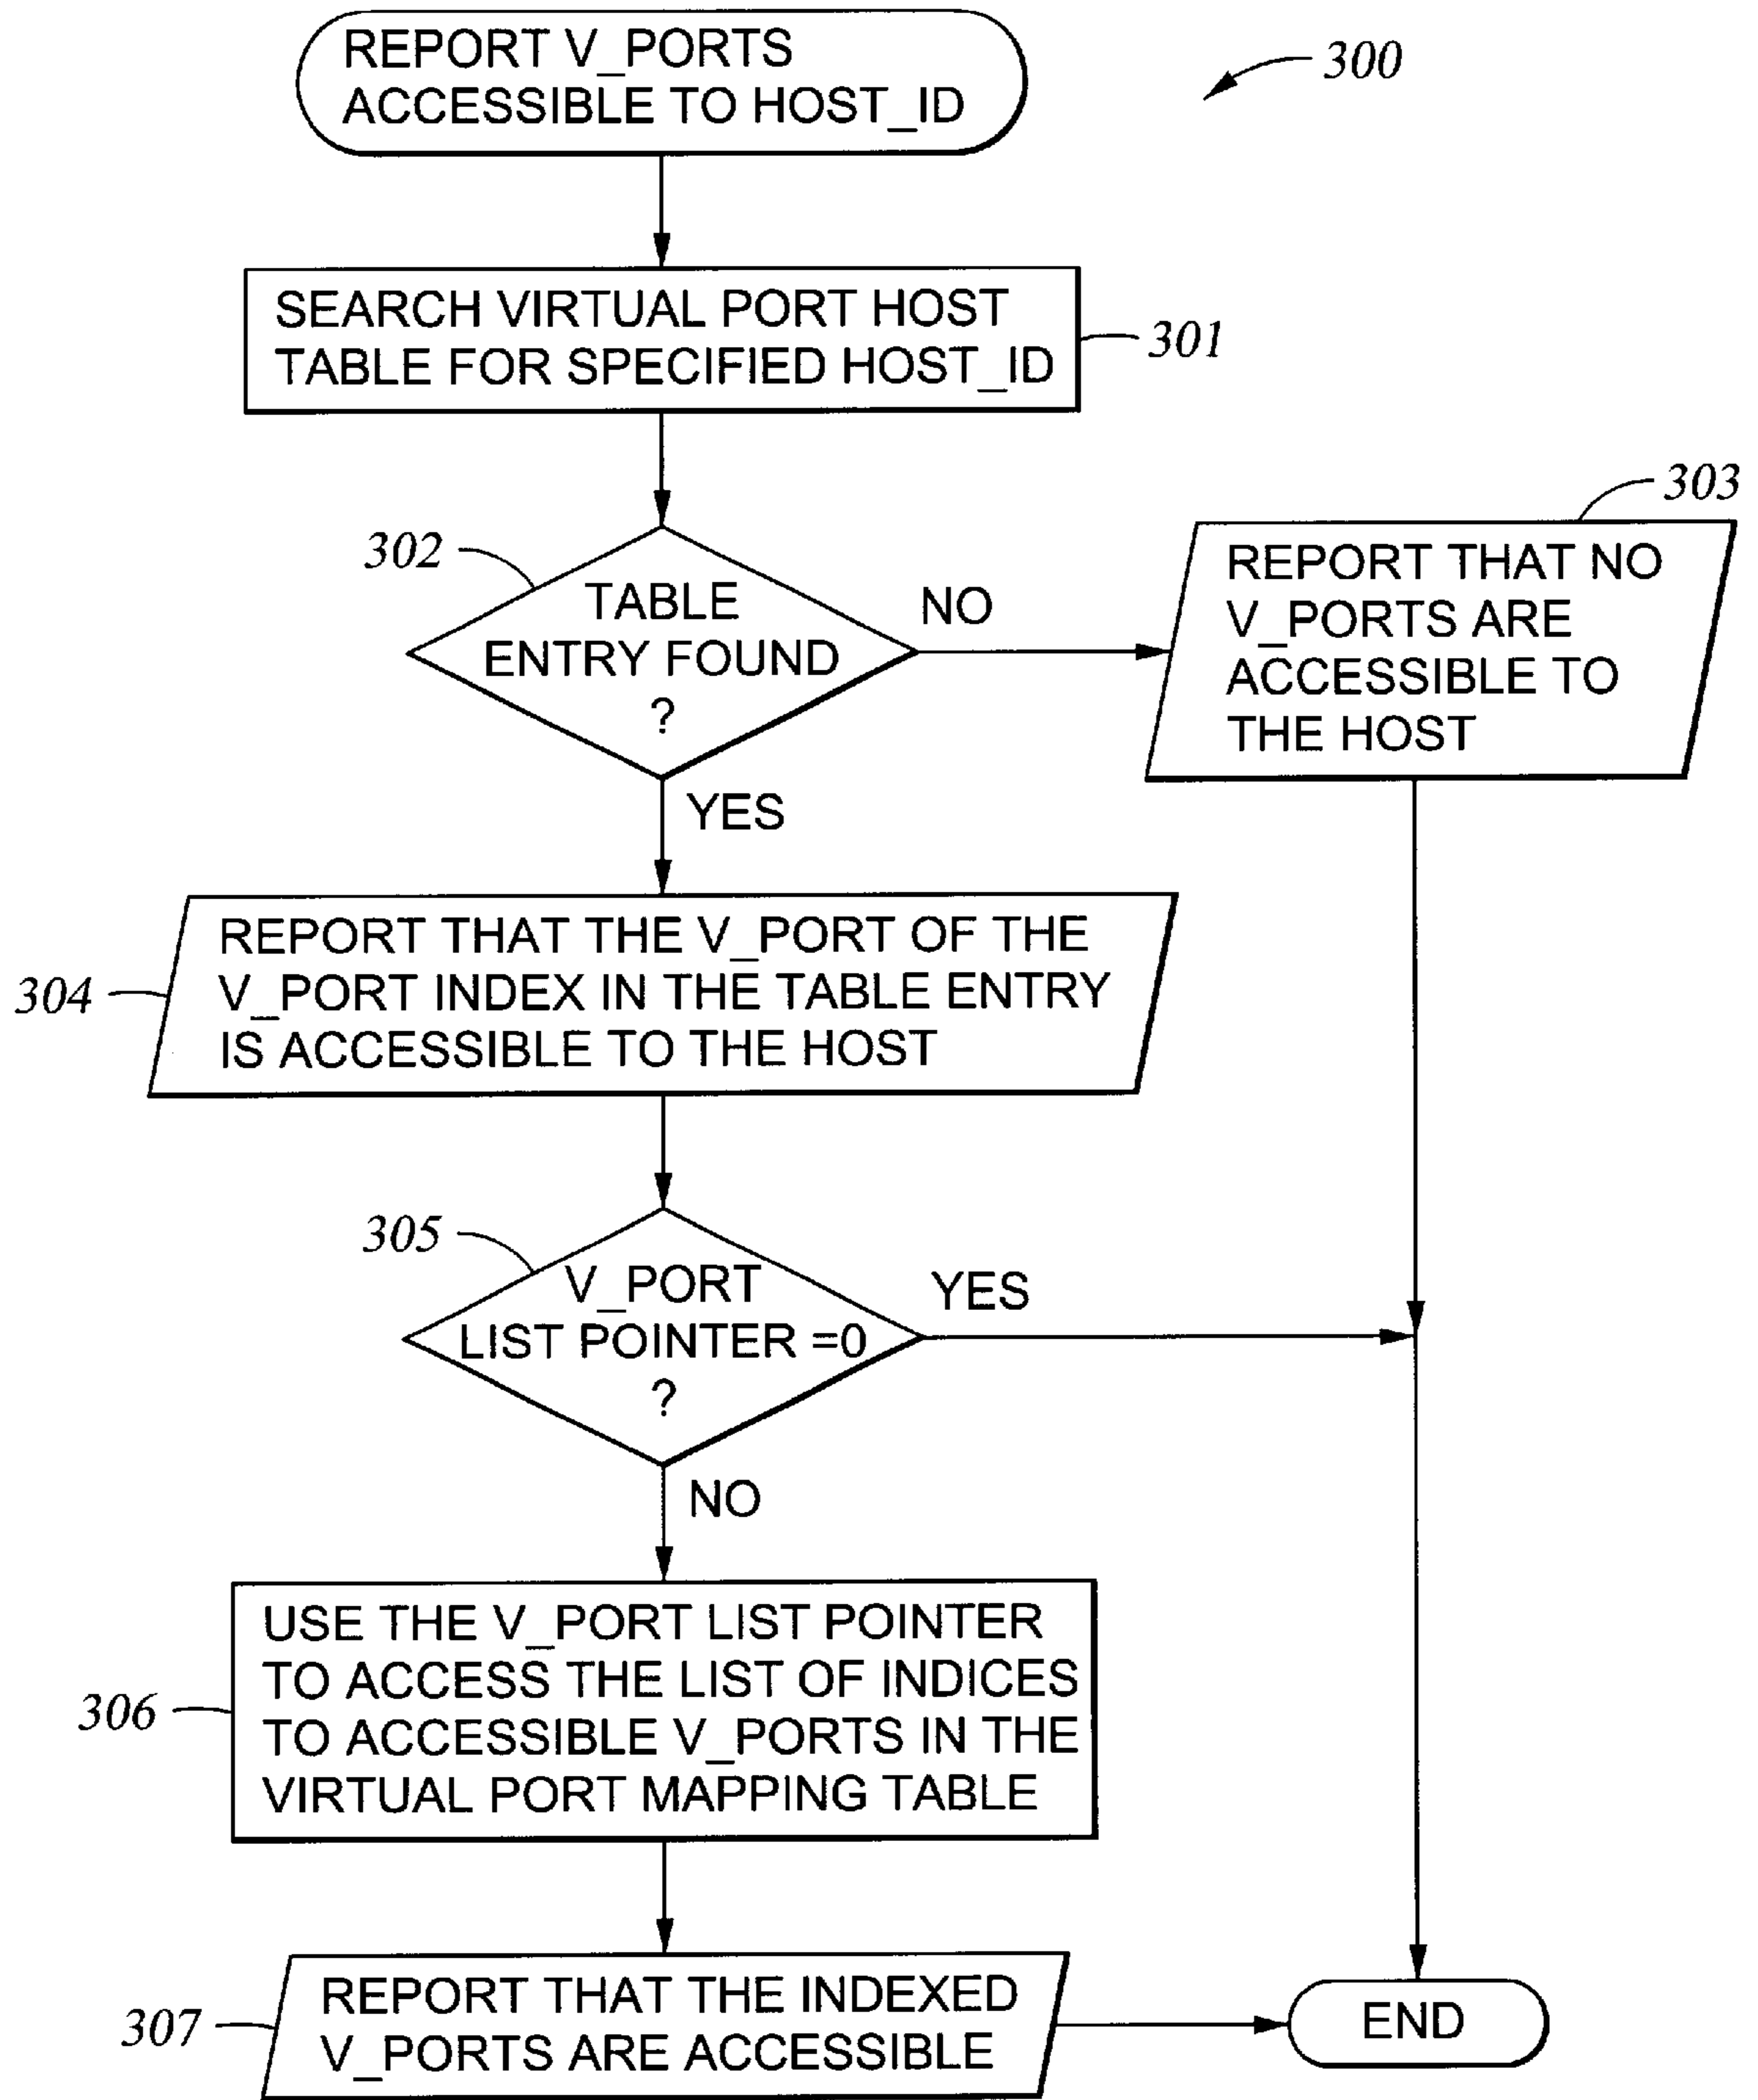 REPORT V_PORTS
ACCESSIBLE TO HOST_ID
300
SEARCH VIRTUAL PORT HOST
TABLE FOR SPECIFIED HOST_ID
301
302
TABLE
ENTRY FOUND
?
NO
303
REPORT THAT NO
V_PORTS ARE
ACCESSIBLE TO
THE HOST
YES
304
REPORT THAT THE V_PORT OF THE
V_PORT INDEX IN THE TABLE ENTRY
IS ACCESSIBLE TO THE HOST
305
V_PORT
LIST POINTER =0
?
YES
NO
306
USE THE V_PORT LIST POINTER
TO ACCESS THE LIST OF INDICES
TO ACCESSIBLE V_PORTS IN THE
VIRTUAL PORT MAPPING TABLE
307
REPORT THAT THE INDEXED
V_PORTS ARE ACCESSIBLE
END